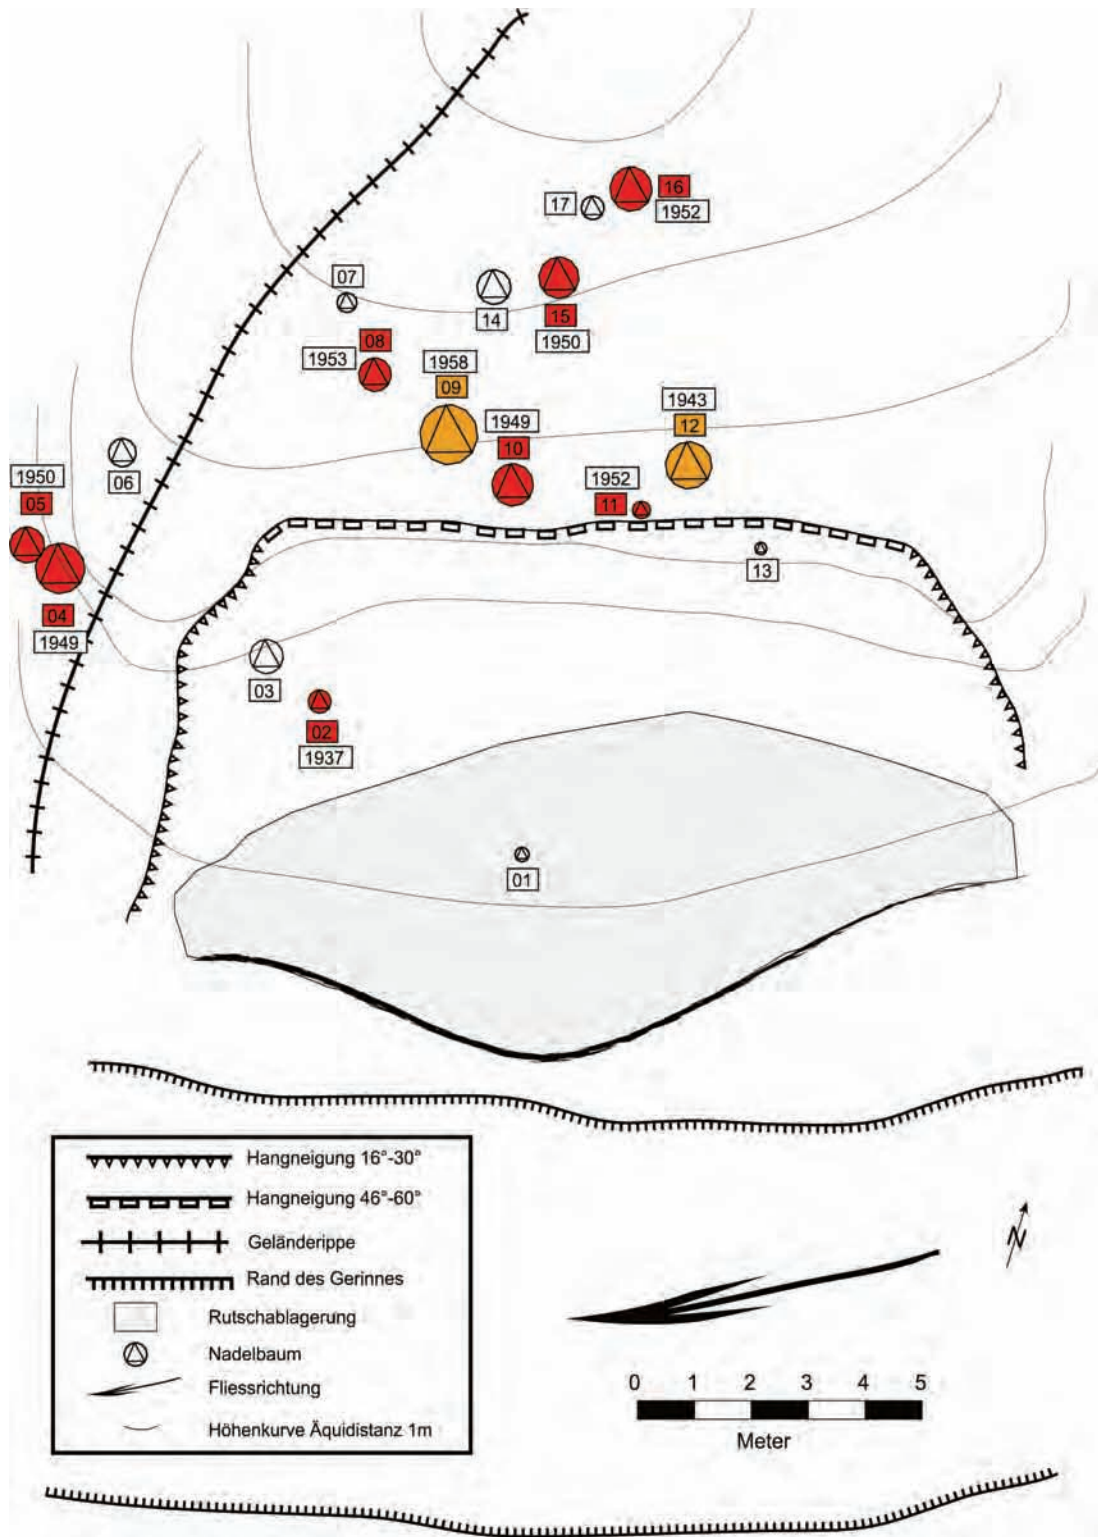 16
17
1952
07
14
08
15
1953
1950
1958
09
1943
1949
12
10
1950
1952
05
06
11
13
04
1949
03
02
1937
01
Hangneigung 16°-30°
Hangneigung 46°-60°
Geländerippe
Rand des Gerinnes
Rutschablagerung
Nadelbaum
Fliessrichtung
Höhenkurve Äquidistanz 1m
N
0 1 2 3 4 5
Meter